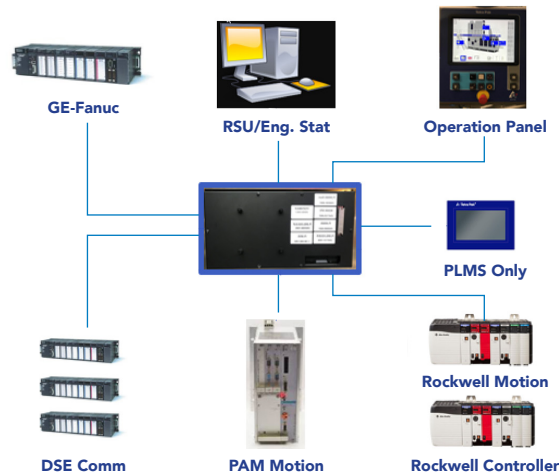 GE-Fanuc
RSU/Eng. Stat
Operation Panel
PLMS Only
Rockwell Motion
DSE Comm
PAM Motion
Rockwell Controller